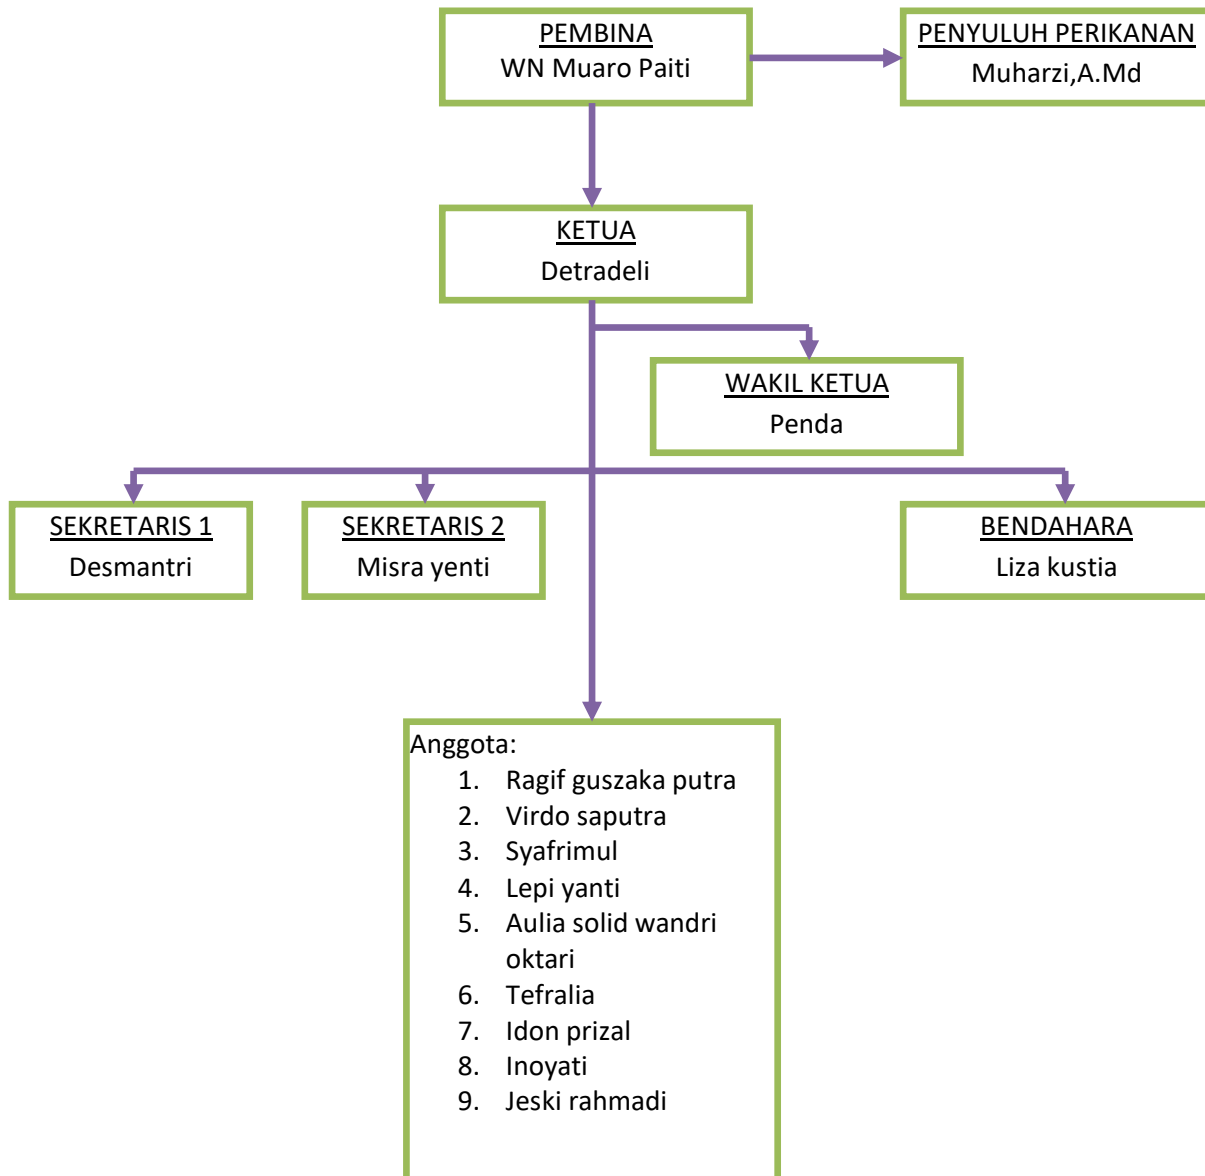 PEMBINA
WN Muaro Paiti
PENYULUH PERIKANAN
Muharzi,A.Md
KETUA
Detradeli
WAKIL KETUA
Penda
SEKRETARIS 1
Desmantri
SEKRETARIS 2
Misra yenti
BENDAHARA
Liza kustia
Anggota:
1. Ragif guszaka putra
2. Virdo saputra
3. Syafrimul
4. Lepi yanti
5. Aulia solid wandri
oktari
6. Tefralia
7. Idon prizal
8. Inoyati
9. Jeski rahmadi